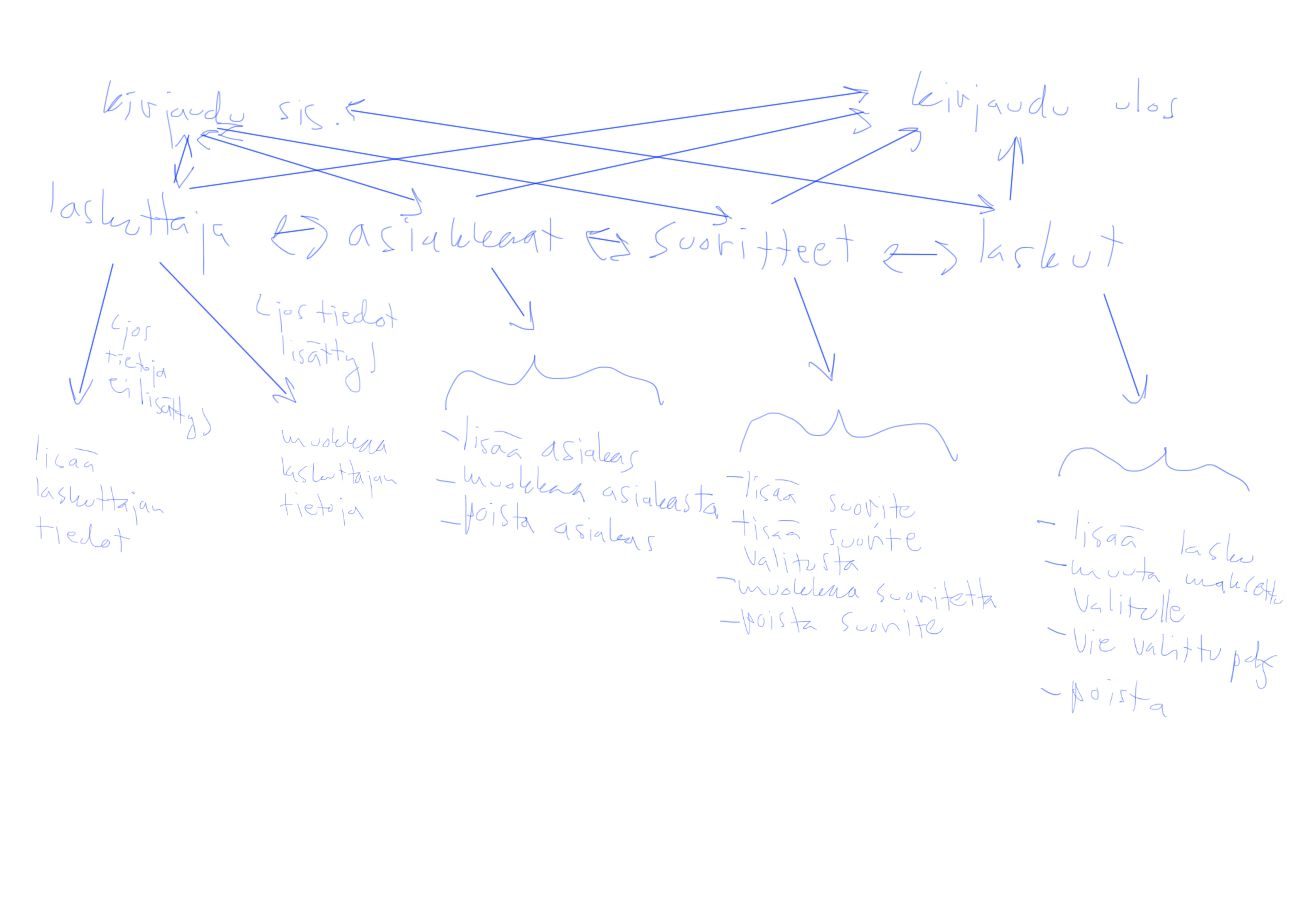 kirjaudu sis.
kirjaudu ulos
laskuttaja
asiakkaat
suoritteet
laskut
(jos
tietoja
ei lisätty)
(jos tiedot
lisätty)
lisää
laskuttajan
tiedot
muokkaa
laskuttajan
tietoja
-lisää asiakas
-muokkaa asiakasta
-poista asiakas
-lisää suorite
-lisää suorite
valitusta
-muokkaa suoritetta
-poista suorite
- lisää lasku
-muuta maksettu
valitulle
-vie valittu pdf
-poista